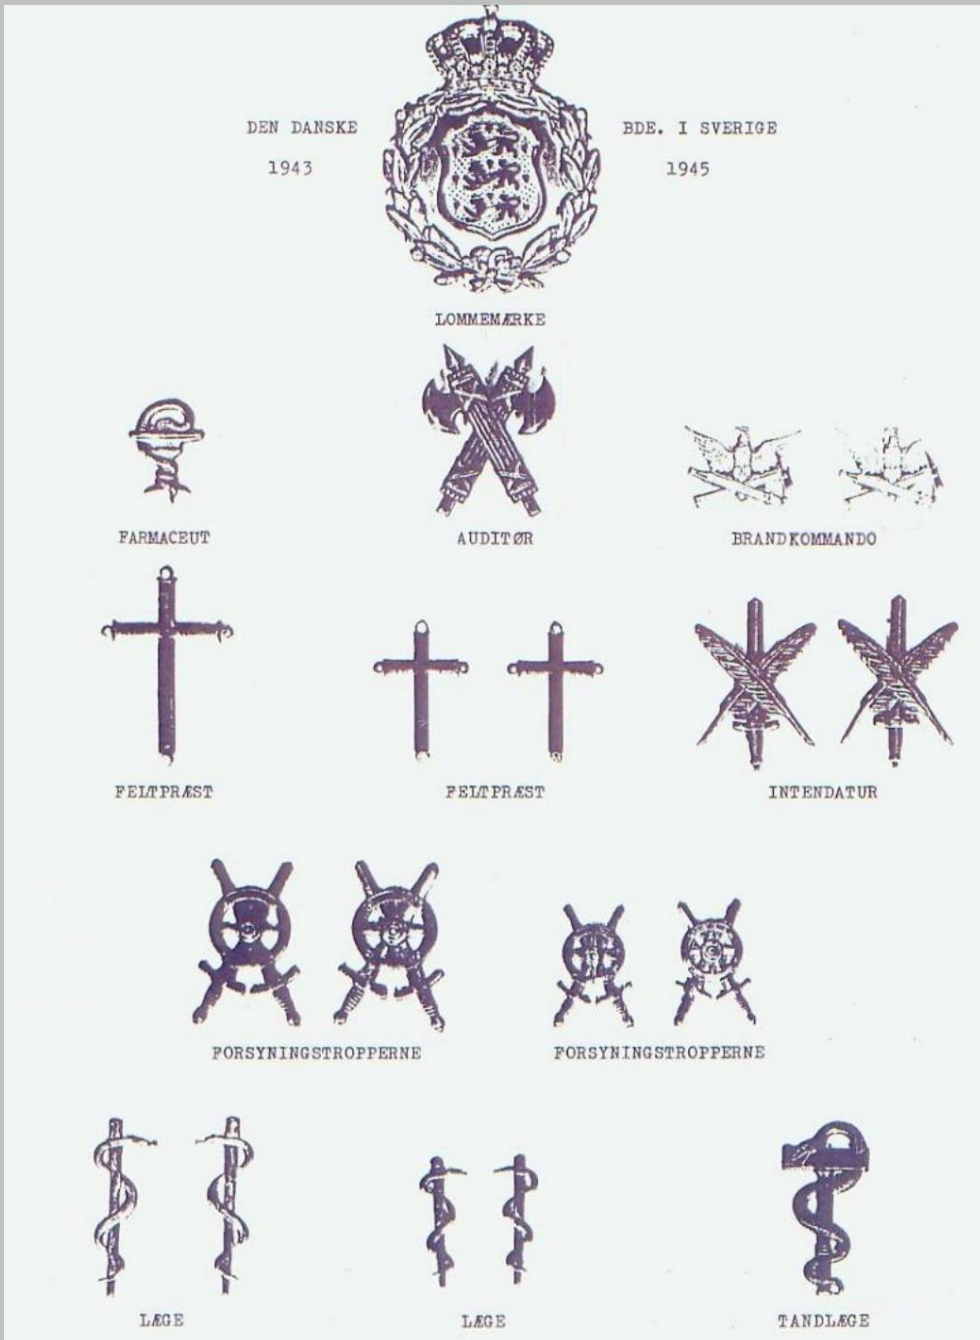 DEN DANSKE
BDE. I SVERIGE
1943
1945
LOMMEMÆRKE
FARMACEUT
AUDITØR
BRANDKOMMANDO
FELTPRÆST
FELTPRÆST
INTENDATUR
FORSYNINGSTROPPERNE
FORSYNINGSTROPPERNE
LÆGE
LÆGE
TANDLÆGE